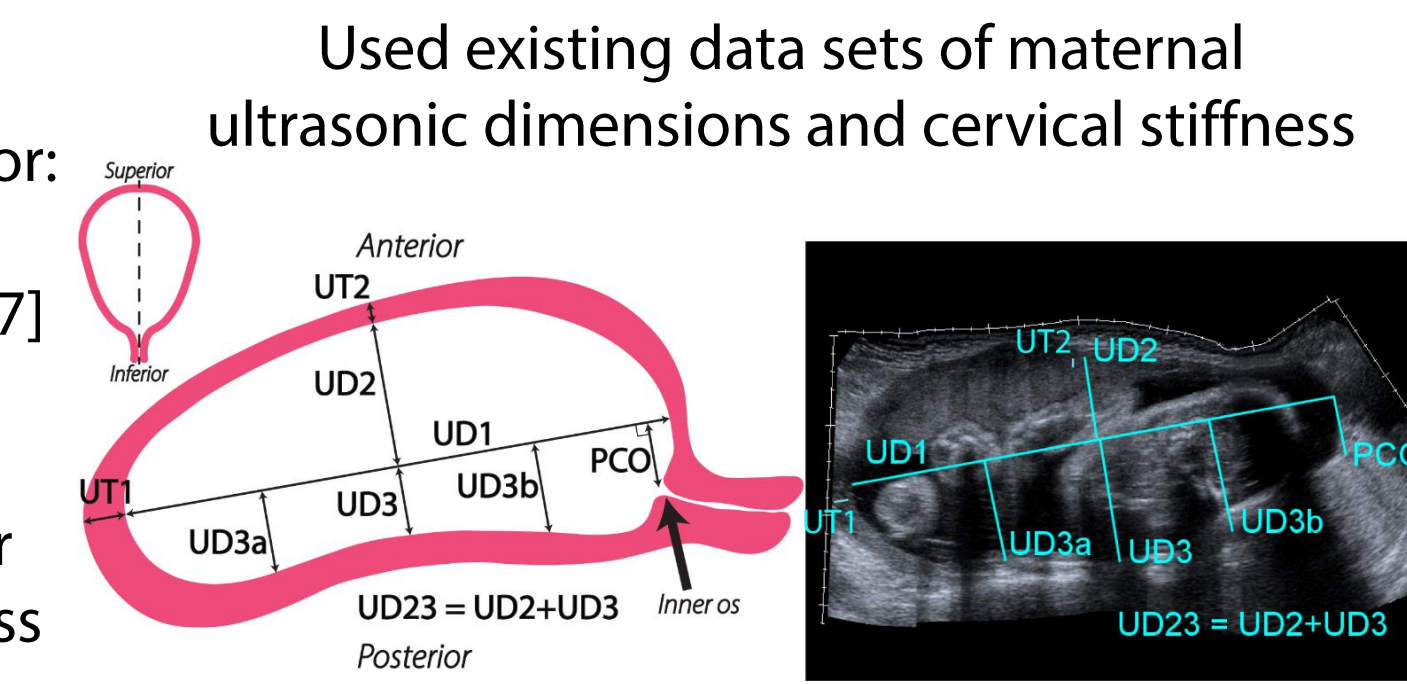 Used existing data sets of maternal
ultrasonic dimensions and cervical stiffness
or:
7]
r
ss
Superior
Inferior
Anterior
UT2
UD2
UD1
PCO
UD3b
UD3
UT1
UD3a
UD23 = UD2+UD3
Inner os
Posterior
UT2
UD2
UD1
PCO
UT1
UD3b
UD3a
UD3
UD23 = UD2+UD3